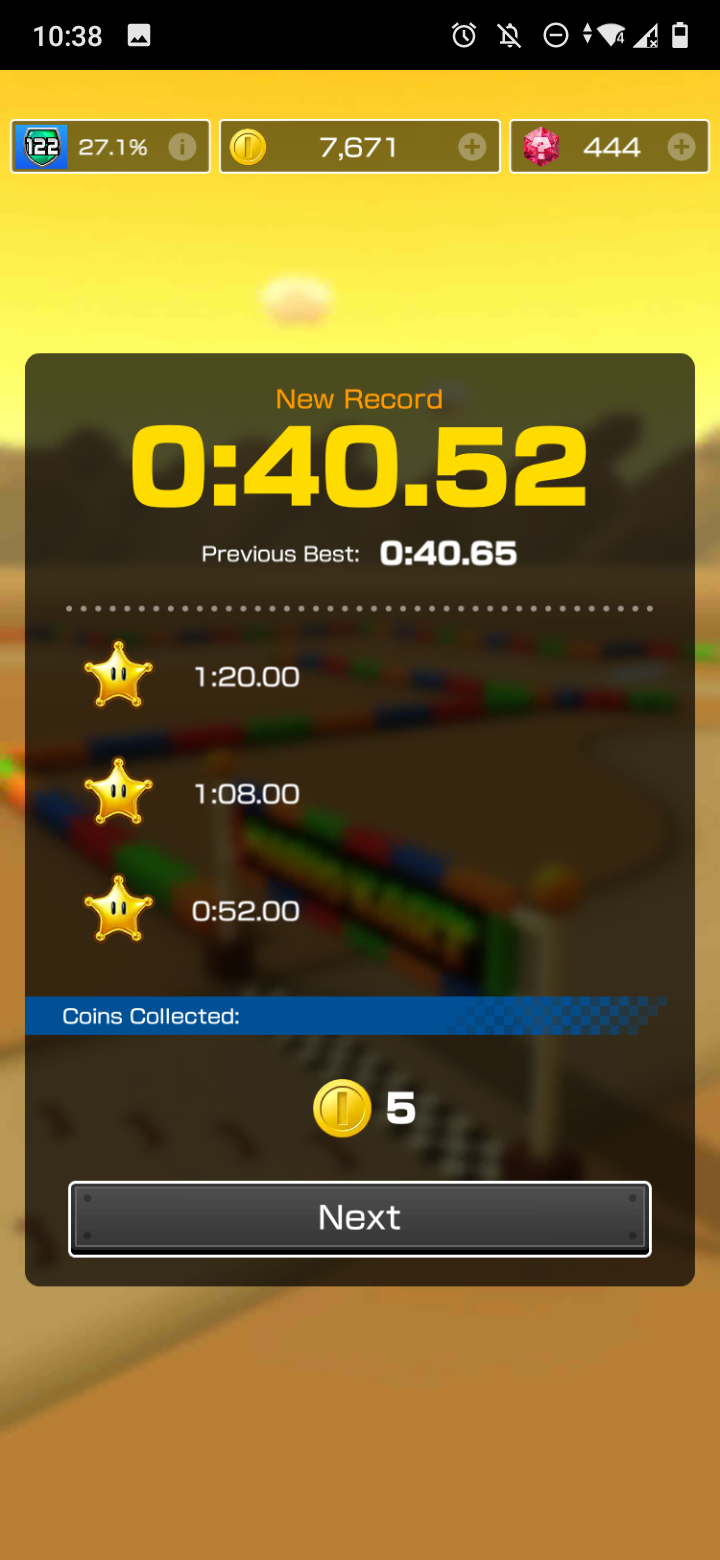 10:38
4
122 27.1% i 7,671 + 444 +
New Record
0:40.52
Previous Best: 0:40.65
1:20.00
1:08.00
0:52.00
Coins Collected:
5
Next